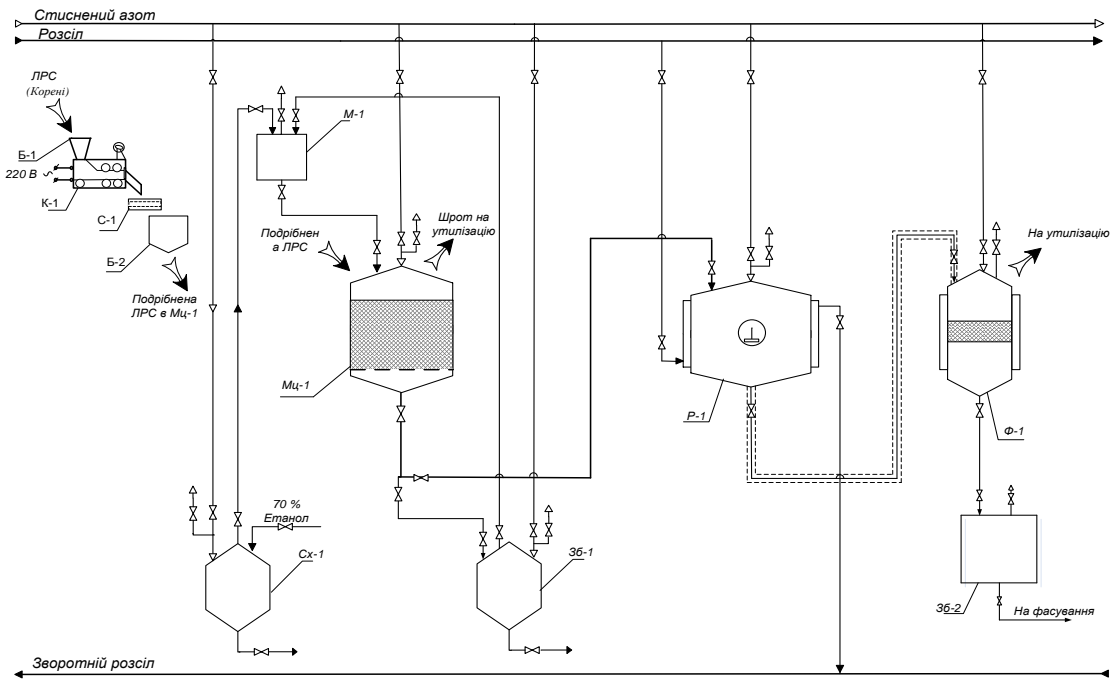 Стиснений азот
Розсіл
ЛРС
(Корені)
Б-1
220 В
К-1
С-1
Б-2
Подрібнена
ЛРС в Мц-1
М-1
Подрібнен
а ЛРС
Шрот на
утилізацію
Мц-1
Р-1
На утилізацію
Ф-1
70 %
Етанол
Сх-1
Зб-1
Зб-2
На фасування
Зворотній розсіл